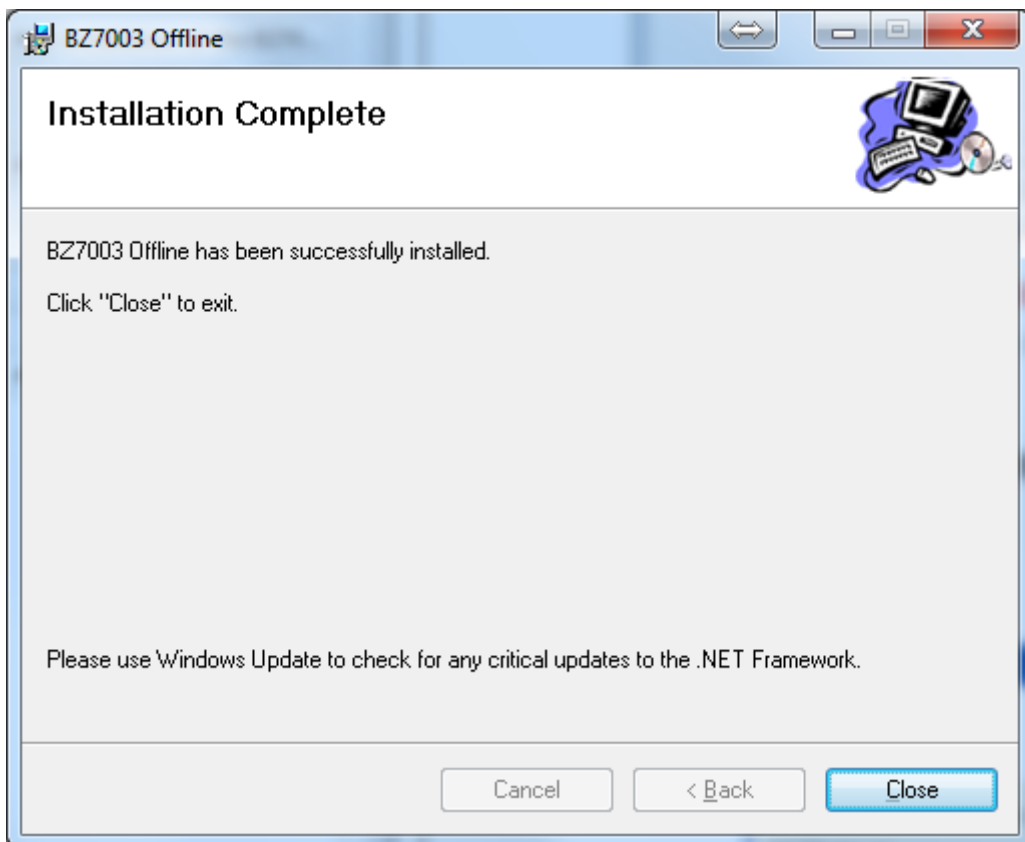 BZ7003 Offline
Installation Complete
BZ7003 Offline has been successfully installed.
Click "Close" to exit.
Please use Windows Update to check for any critical updates to the .NET Framework.
Cancel
< Back
Close